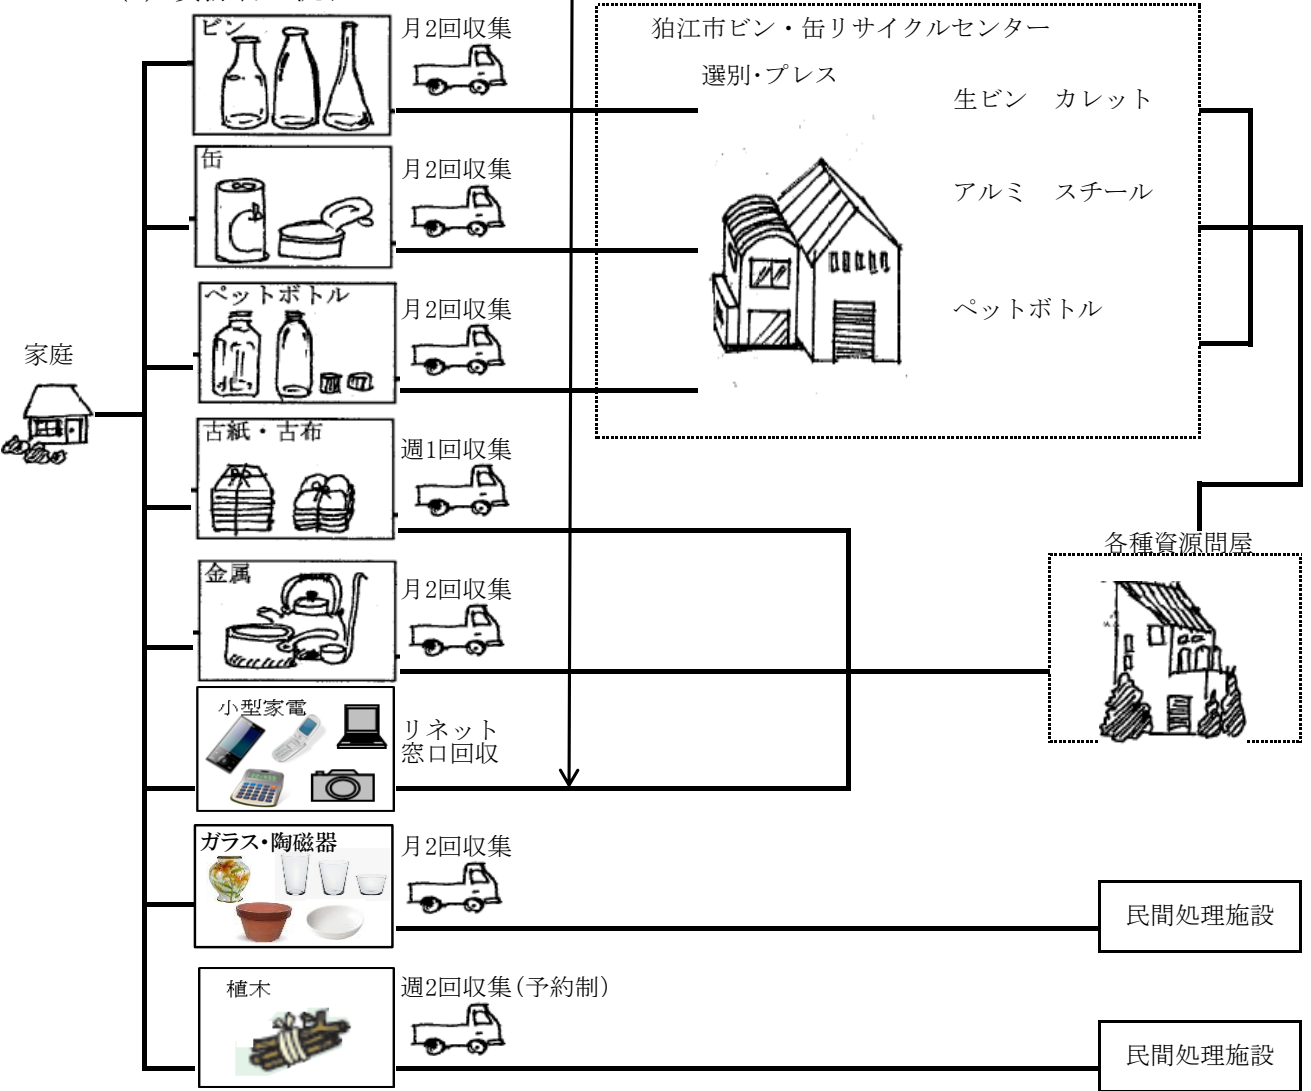 ビン
月2回収集
狛江市ビン・缶リサイクルセンター
選別・プレス
生ビン　カレット
缶
月2回収集
アルミ　スチール
ペットボトル
月2回収集
ペットボトル
家庭
古紙・古布
週1回収集
各種資源問屋
金属
月2回収集
小型家電
リネット
窓口回収
ガラス・陶磁器
月2回収集
民間処理施設
植木
週2回収集(予約制)
民間処理施設